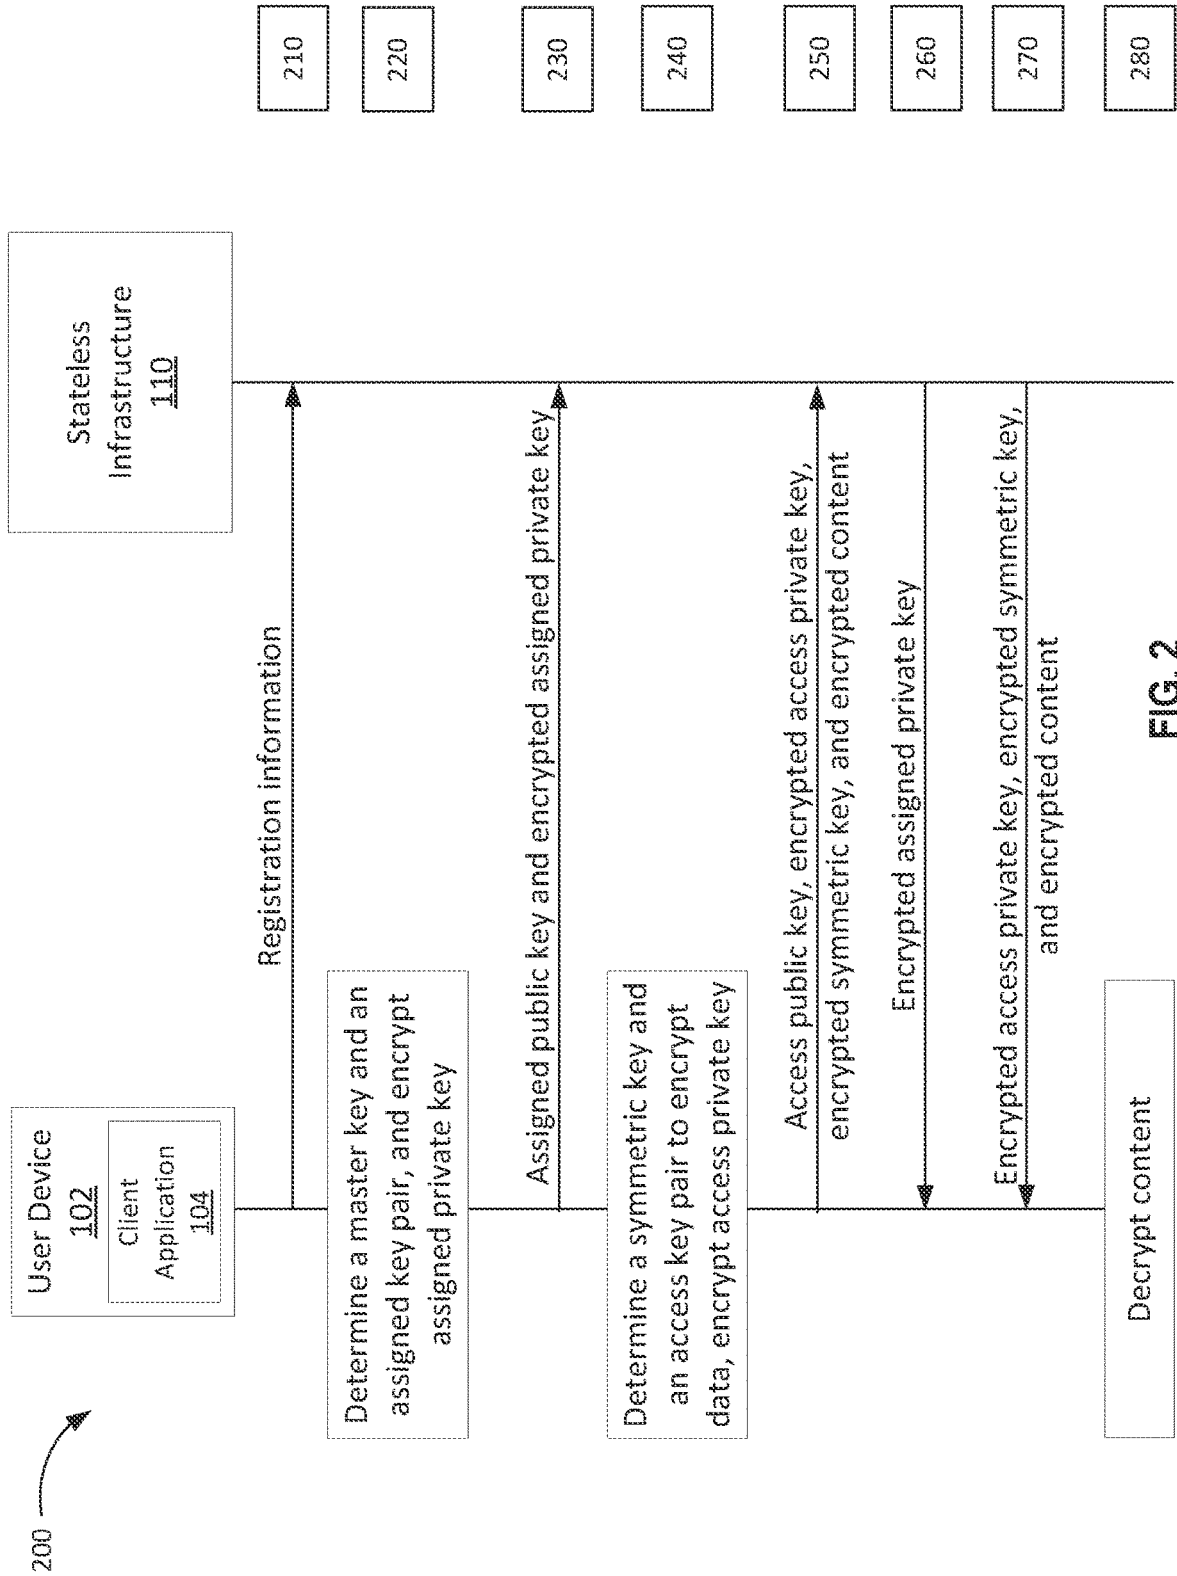 200
User Device
102
Client
Application
104
Stateless
Infrastructure
110
Registration information
210
Determine a master key and an
assigned key pair, and encrypt
assigned private key
220
Assigned public key and encrypted assigned private key
230
Determine a symmetric key and
an access key pair to encrypt
data, encrypt access private key
240
Access public key, encrypted access private key,
encrypted symmetric key, and encrypted content
250
Encrypted assigned private key
260
Encrypted access private key, encrypted symmetric key,
and encrypted content
270
Decrypt content
280
FIG. 2